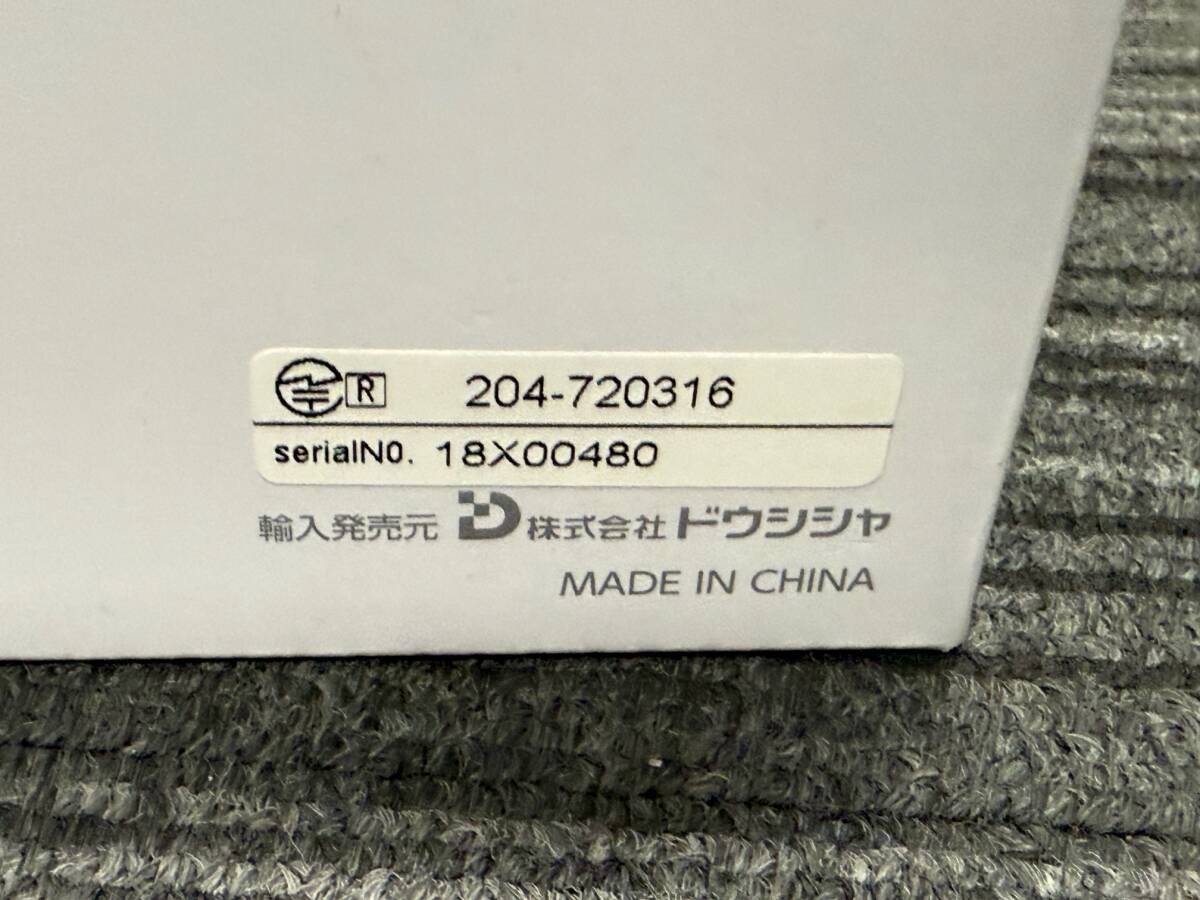 R 204-720316
serialNO. 18X00480
輸入発売元 D 株式会社 ドウシシャ
MADE IN CHINA